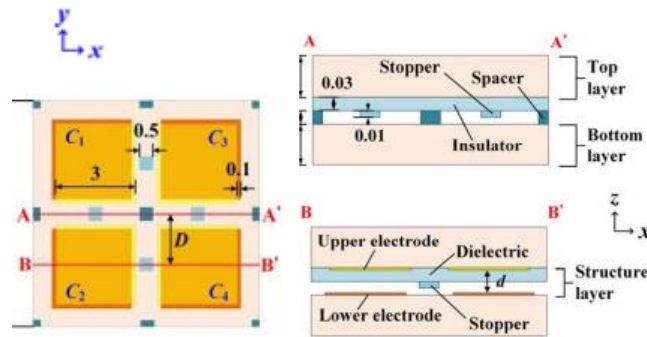 y
x
C1
C3
0.5
0.1
3
A
A'
D
B
B'
C2
C4
A
A'
Stopper
Spacer
Top
layer
0.03
0.01
Insulator
Bottom
layer
B
B'
z
x
Upper electrode
Dielectric
d
Structure
layer
Lower electrode
Stopper